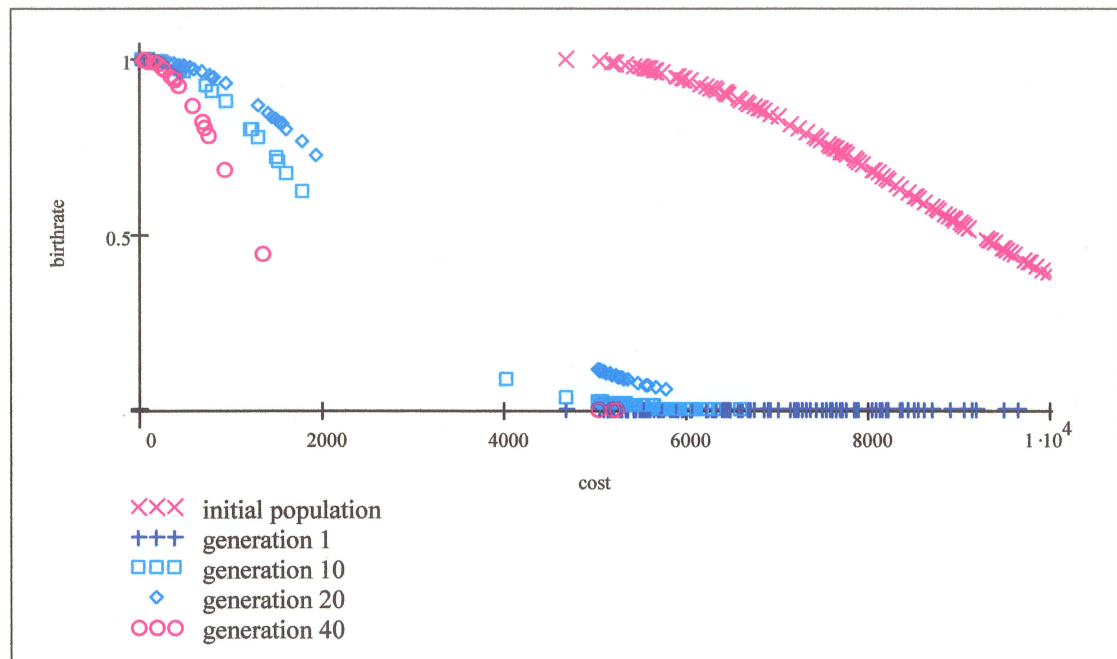 1
0.5
birthrate
0
2000
4000
6000
8000
1·10⁴
cost
initial population
generation 1
generation 10
generation 20
generation 40